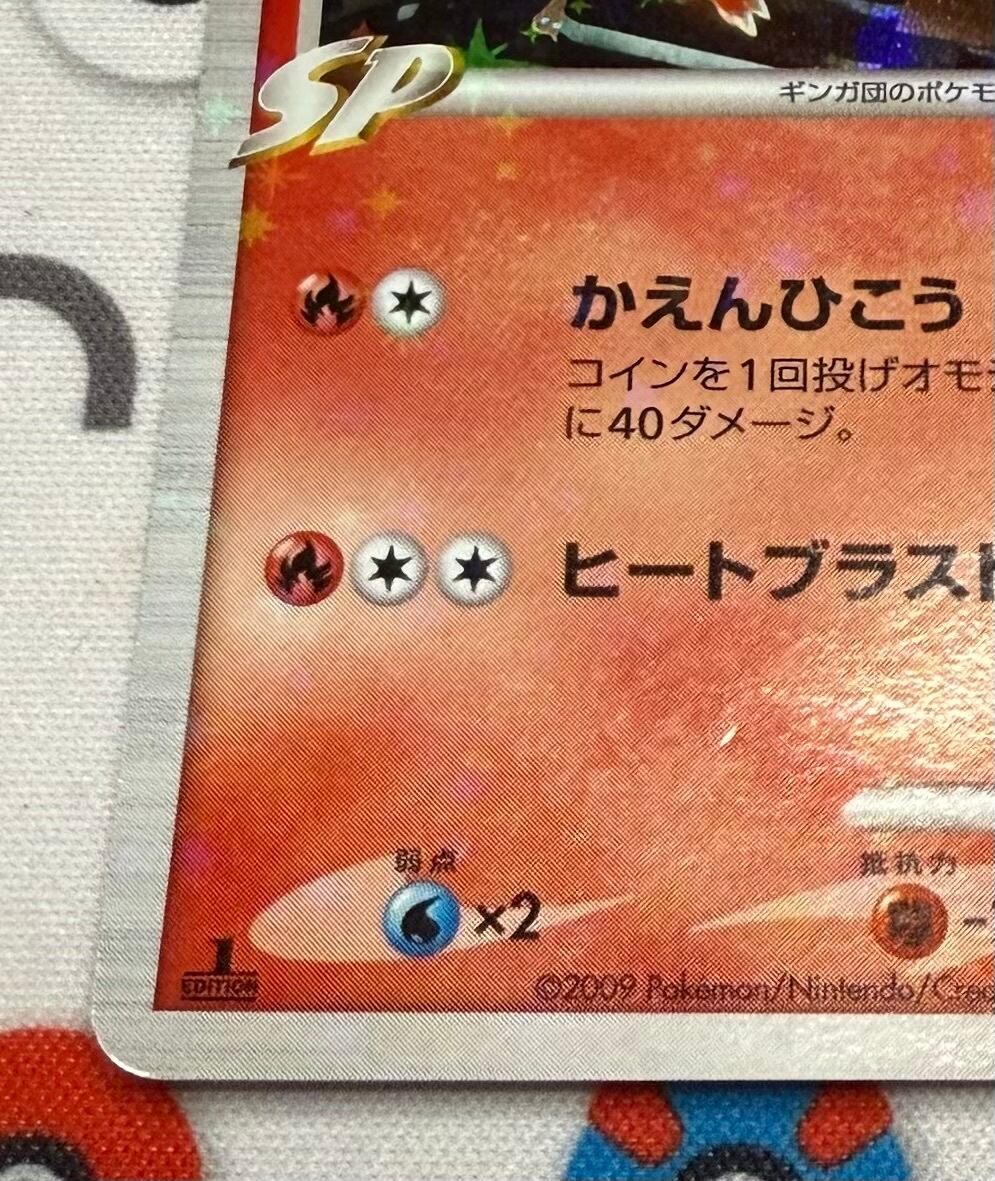 SP
ギンガ団のポケモ
かえんひこう
コインを1回投げオモ
に40ダメージ。
ヒートブラスト
弱点
×2
抵抗力
1
EDITION
©2009 Pokémon/Nintendo/Crea